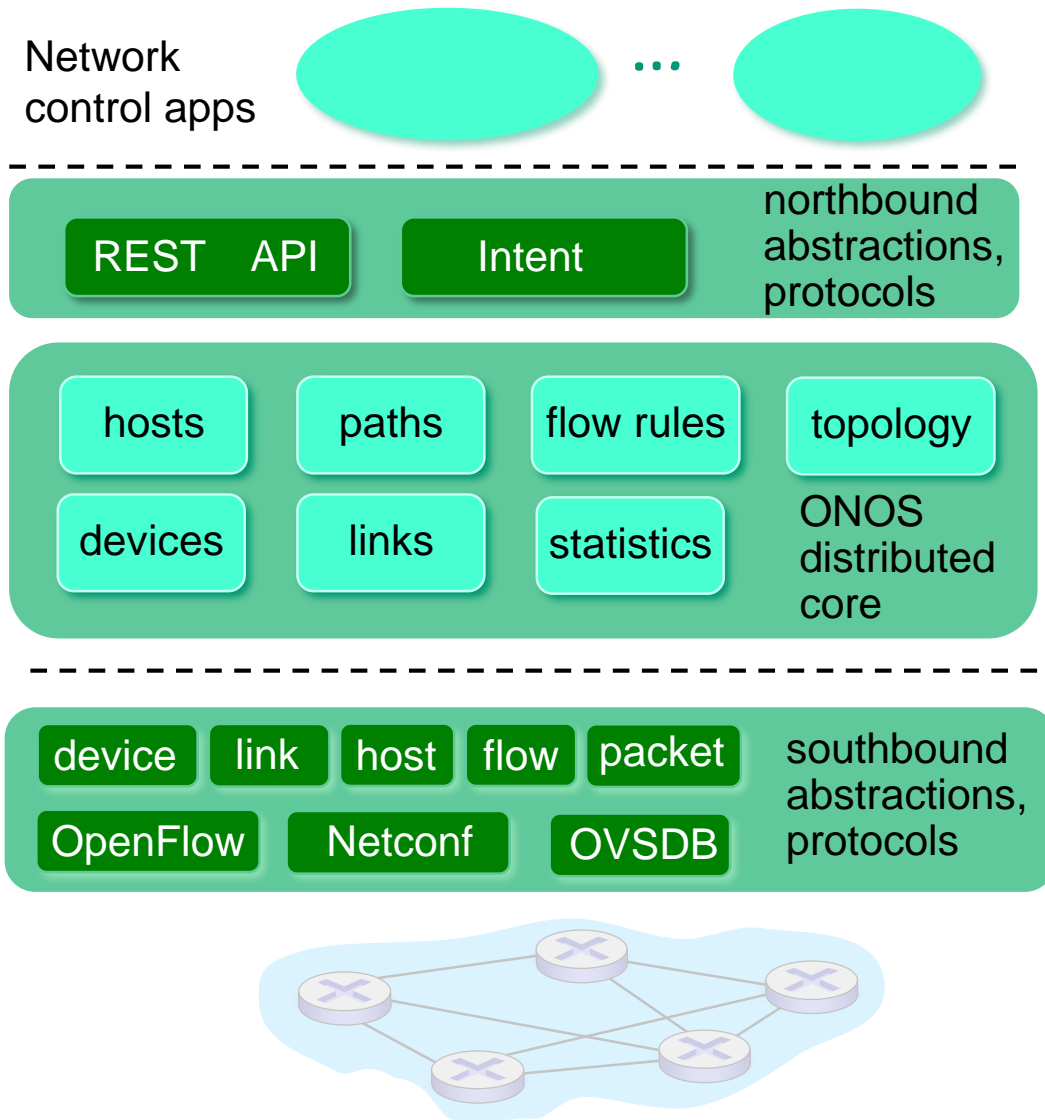 Network
control apps
...
REST API
Intent
northbound
abstractions,
protocols
hosts
paths
flow rules
topology
devices
links
statistics
ONOS
distributed
core
device
link
host
flow
packet
OpenFlow
Netconf
OVSDB
southbound
abstractions,
protocols